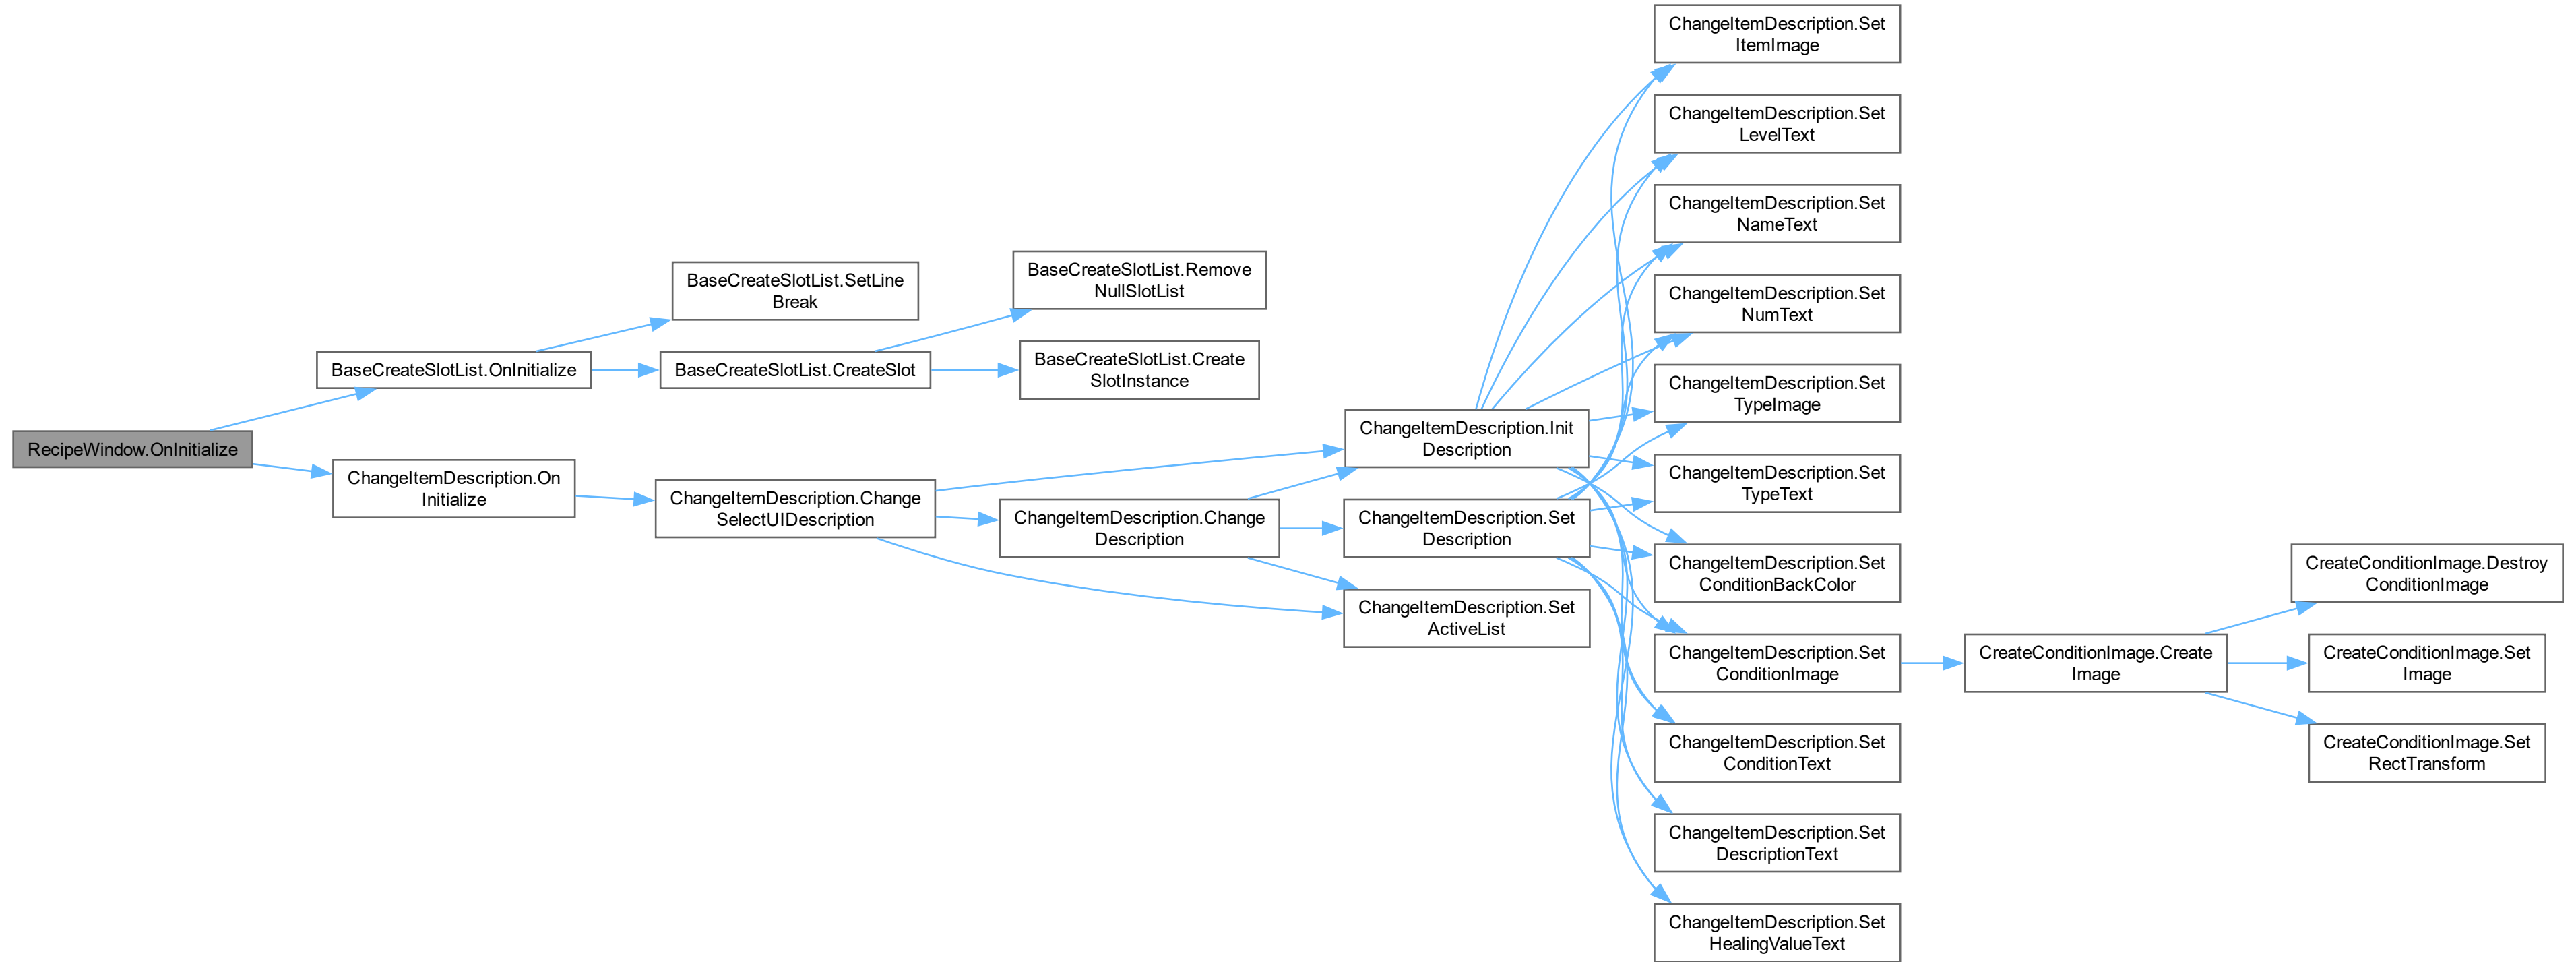 RecipeWindow.OnInitialize
BaseCreateSlotList.OnInitialize
ChangeItemDescription.On
Initialize
BaseCreateSlotList.SetLine
Break
BaseCreateSlotList.CreateSlot
ChangeItemDescription.Change
SelectUIDescription
BaseCreateSlotList.Remove
NullSlotList
BaseCreateSlotList.Create
SlotInstance
ChangeItemDescription.Change
Description
ChangeItemDescription.Init
Description
ChangeItemDescription.Set
Description
ChangeItemDescription.Set
ActiveList
ChangeItemDescription.Set
ItemImage
ChangeItemDescription.Set
LevelText
ChangeItemDescription.Set
NameText
ChangeItemDescription.Set
NumText
ChangeItemDescription.Set
TypeImage
ChangeItemDescription.Set
TypeText
ChangeItemDescription.Set
ConditionBackColor
ChangeItemDescription.Set
ConditionImage
ChangeItemDescription.Set
ConditionText
ChangeItemDescription.Set
DescriptionText
ChangeItemDescription.Set
HealingValueText
CreateConditionImage.Create
Image
CreateConditionImage.Destroy
ConditionImage
CreateConditionImage.Set
Image
CreateConditionImage.Set
RectTransform